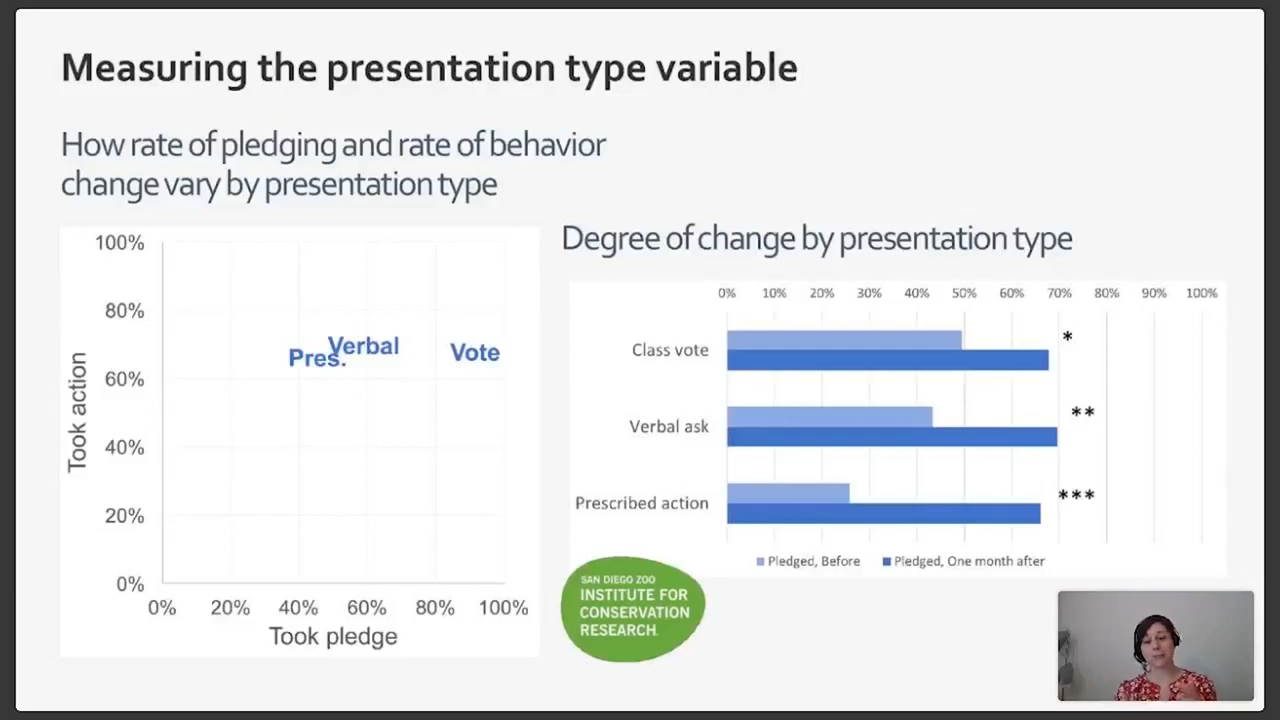 Measuring the presentation type variable
How rate of pledging and rate of behavior
change vary by presentation type
100%
80%
60%
40%
20%
0%
Took action
Pres.
Verbal
Vote
0% 20% 40% 60% 80% 100%
Took pledge
Degree of change by presentation type
0% 10% 20% 30% 40% 50% 60% 70% 80% 90% 100%
Class vote *
Verbal ask **
Prescribed action ***
Pledged, Before Pledged, One month after
SAN DIEGO ZOO
INSTITUTE FOR
CONSERVATION
RESEARCH